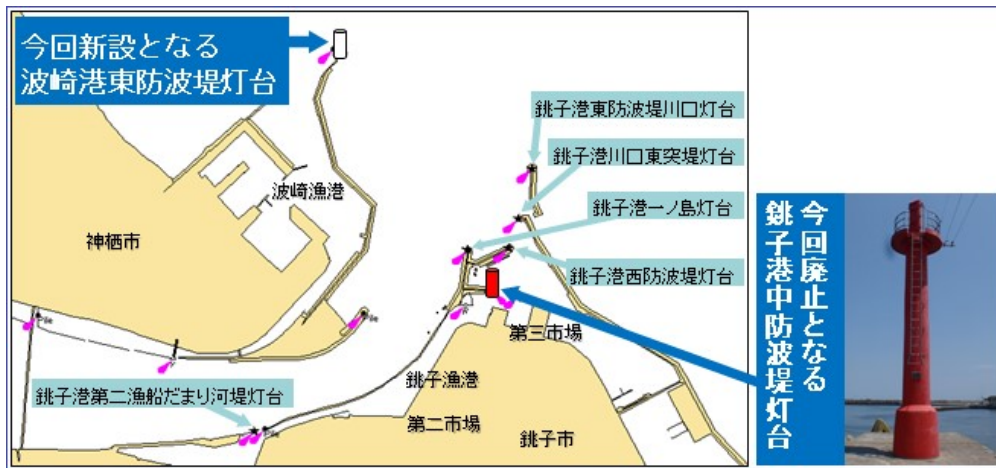 今回新設となる
波崎港東防波堤灯台
銚子港東防波堤川口灯台
銚子港川口東突堤灯台
波崎漁港
銚子港一ノ島灯台
神栖市
銚子港西防波堤灯台
第三市場
銚子漁港
銚子港第二漁船だまり河堤灯台
第二市場
銚子市
今回廃止となる
銚子港中防波堤灯台